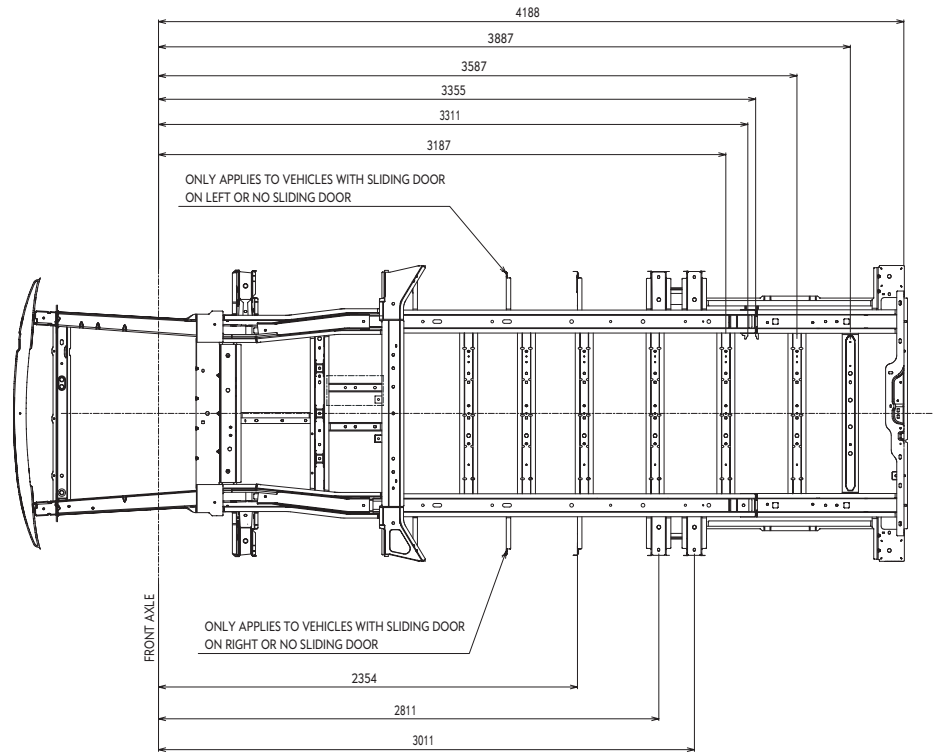 4188
3887
3587
3355
3311
3187
ONLY APPLIES TO VEHICLES WITH SLIDING DOOR
ON LEFT OR NO SLIDING DOOR
FRONT AXLE
ONLY APPLIES TO VEHICLES WITH SLIDING DOOR
ON RIGHT OR NO SLIDING DOOR
2354
2811
3011